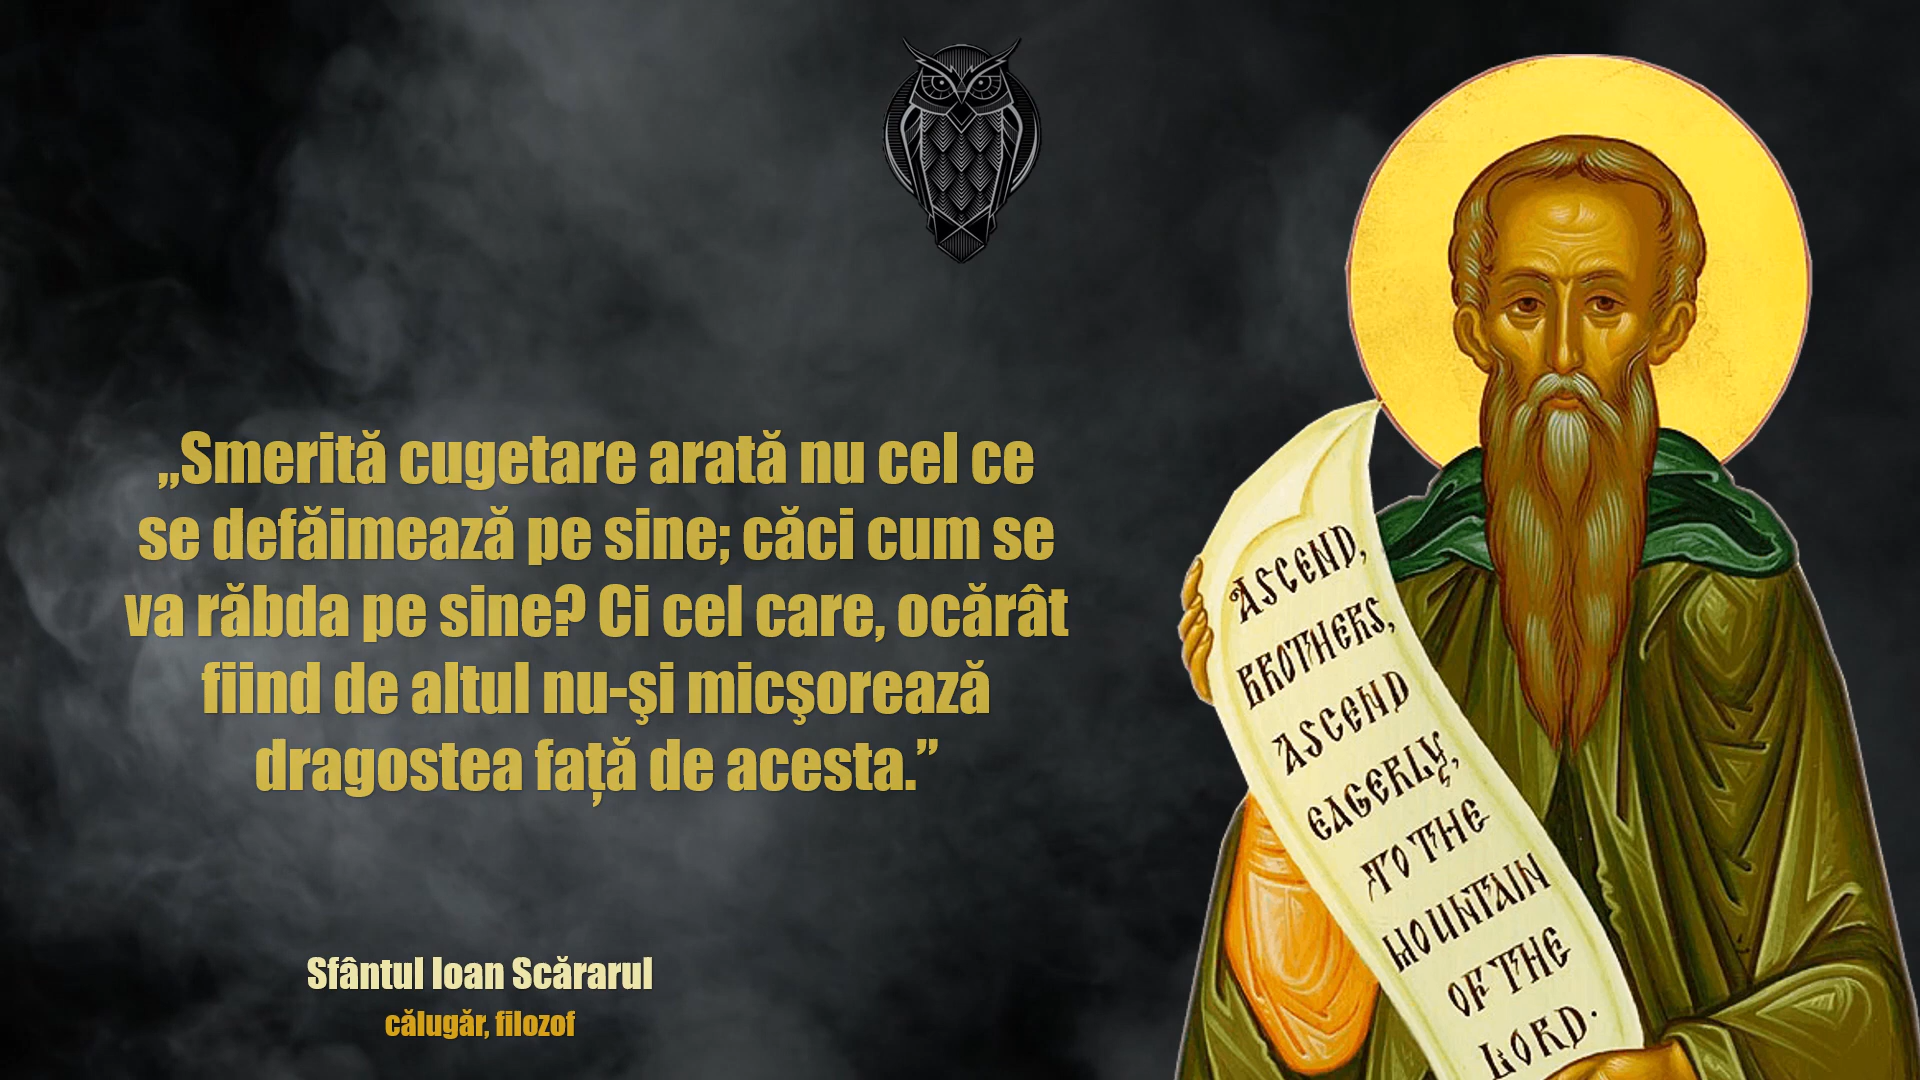 „Smerită cugetare arată nu cel ce
se defăimează pe sine; căci cum se
va răbda pe sine? Ci cel care, ocărât
fiind de altul nu-şi micşorează
dragostea față de acesta.”
Sfântul Ioan Scărarul
călugăr, filozof
ASCEND,
BROTHERS,
ASCEND
EAGERLY,
TO THE
MOUNTAIN
OF THE
LORD.